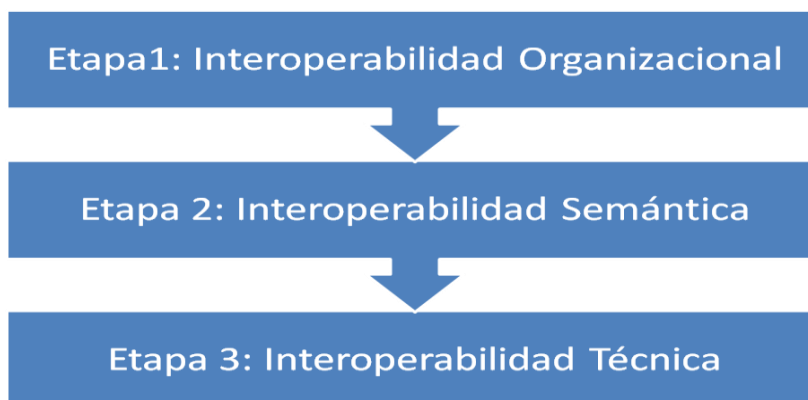 Etapa1: Interoperabilidad Organizacional
Etapa 2: Interoperabilidad Semántica
Etapa 3: Interoperabilidad Técnica